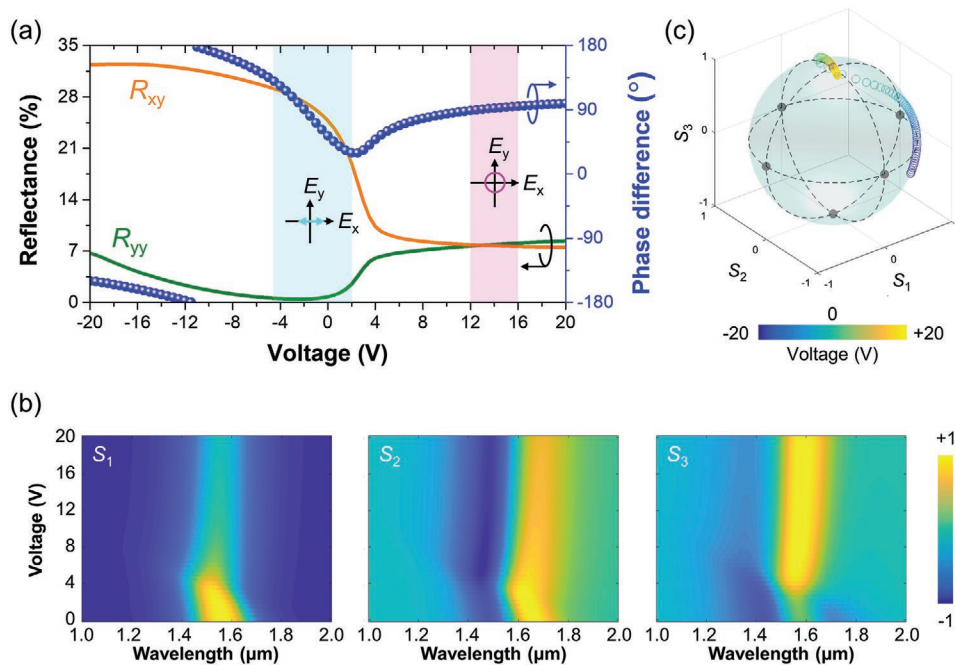 (a)
35
28
21
14
7
0
Reflectance (%)
-20 -16 -12 -8 -4 0 4 8 12 16 20
Voltage (V)
180
90
0
-90
-180
Phase difference (°)
Rxy
Ryy
Ey
Ex
Ey
Ex
(c)
1
0
-1
S3
1
0
-1
S2
-1
0
1
S1
0
-20 +20
Voltage (V)
(b)
20
16
12
8
4
0
Voltage (V)
S1
S2
S3
1.0 1.2 1.4 1.6 1.8 2.0
1.0 1.2 1.4 1.6 1.8 2.0
1.0 1.2 1.4 1.6 1.8 2.0
Wavelength (µm)
Wavelength (µm)
Wavelength (µm)
+1
-1